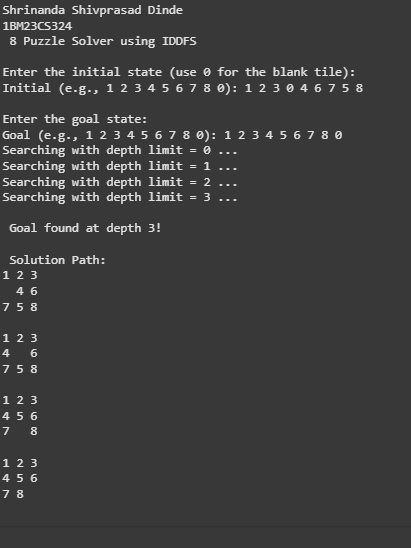 Shrinanda Shivprasad Dinde
1BM23CS324
 8 Puzzle Solver using IDDFS

Enter the initial state (use 0 for the blank tile):
Initial (e.g., 1 2 3 4 5 6 7 8 0): 1 2 3 0 4 6 7 5 8

Enter the goal state:
Goal (e.g., 1 2 3 4 5 6 7 8 0): 1 2 3 4 5 6 7 8 0
Searching with depth limit = 0 ...
Searching with depth limit = 1 ...
Searching with depth limit = 2 ...
Searching with depth limit = 3 ...

 Goal found at depth 3!

 Solution Path:
1 2 3
  4 6
7 5 8

1 2 3
4   6
7 5 8

1 2 3
4 5 6
7   8

1 2 3
4 5 6
7 8